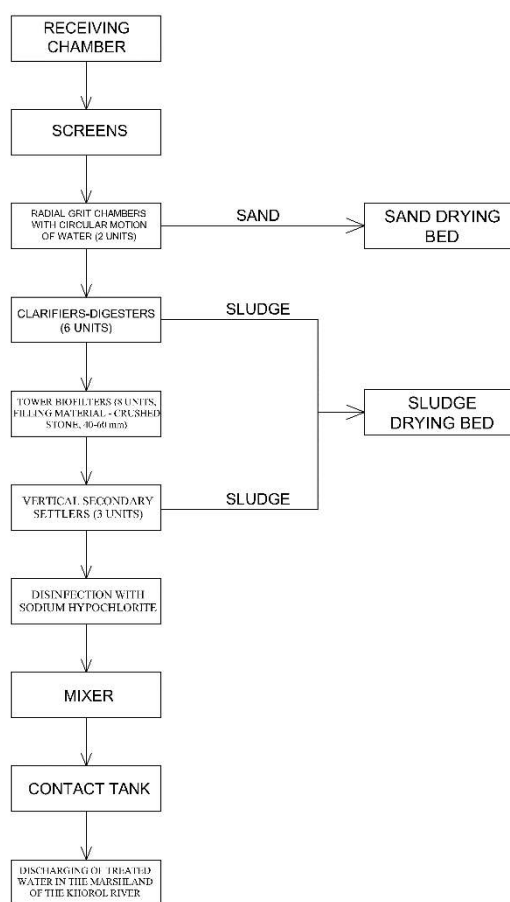 RECEIVING
CHAMBER
SCREENS
RADIAL GRIT CHAMBERS
WITH CIRCULAR MOTION
OF WATER (2 UNITS)
SAND
SAND DRYING
BED
CLARIFIERS-DIGESTERS
(6 UNITS)
SLUDGE
TOWER BIOFILTERS (8 UNITS,
FILLING MATERIAL - CRUSHED
STONE, 40-60 mm)
SLUDGE
DRYING BED
VERTICAL SECONDARY
SETTLERS (3 UNITS)
SLUDGE
DISINFECTION WITH
SODIUM HYPOCHLORITE
MIXER
CONTACT TANK
DISCHARGING OF TREATED
WATER IN THE MARSHLAND
OF THE KHOROL RIVER